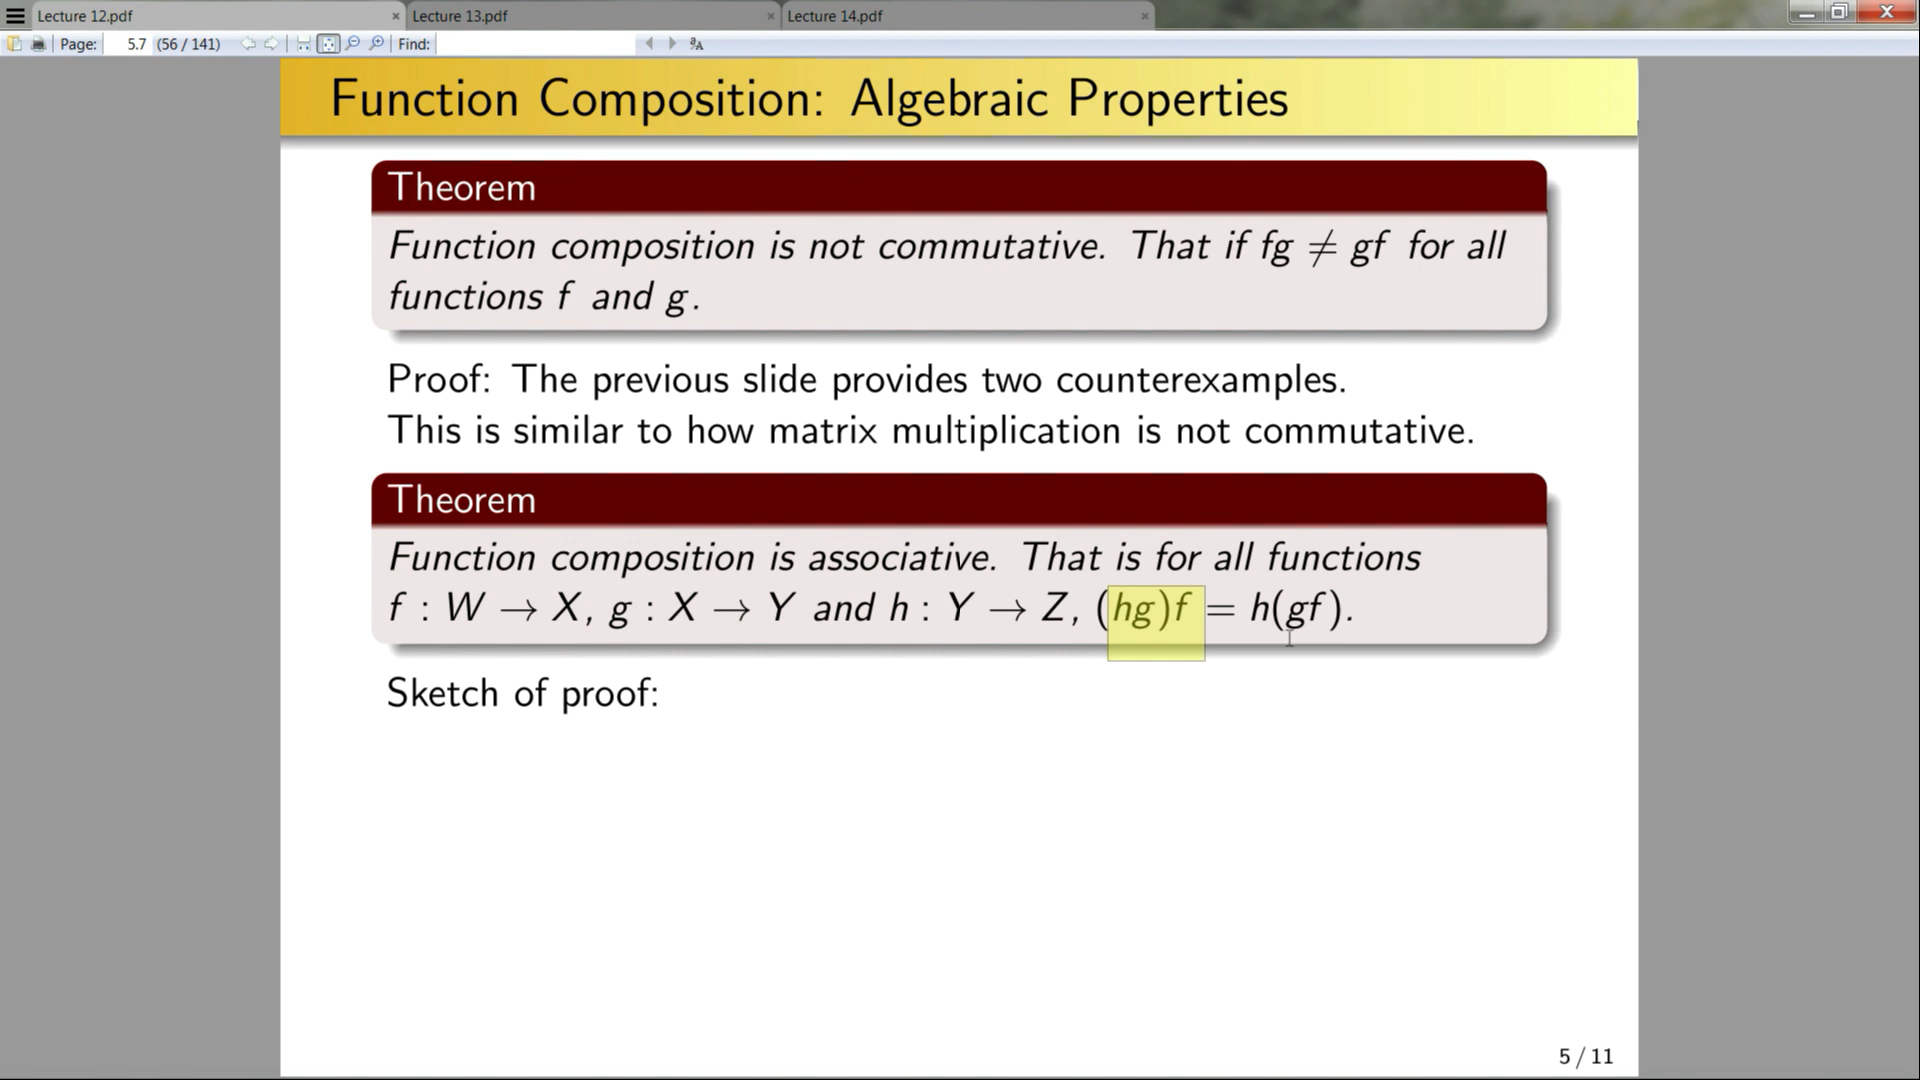 Lecture 12.pdf × Lecture 13.pdf × Lecture 14.pdf ×
Page: 5.7 (56 / 141) Find:
Function Composition: Algebraic Properties
Theorem
Function composition is not commutative. That if fg ≠ gf for all
functions f and g.
Proof: The previous slide provides two counterexamples.
This is similar to how matrix multiplication is not commutative.
Theorem
Function composition is associative. That is for all functions
f : W → X, g : X → Y and h : Y → Z, (hg)f = h(gf).
Sketch of proof:
5 / 11